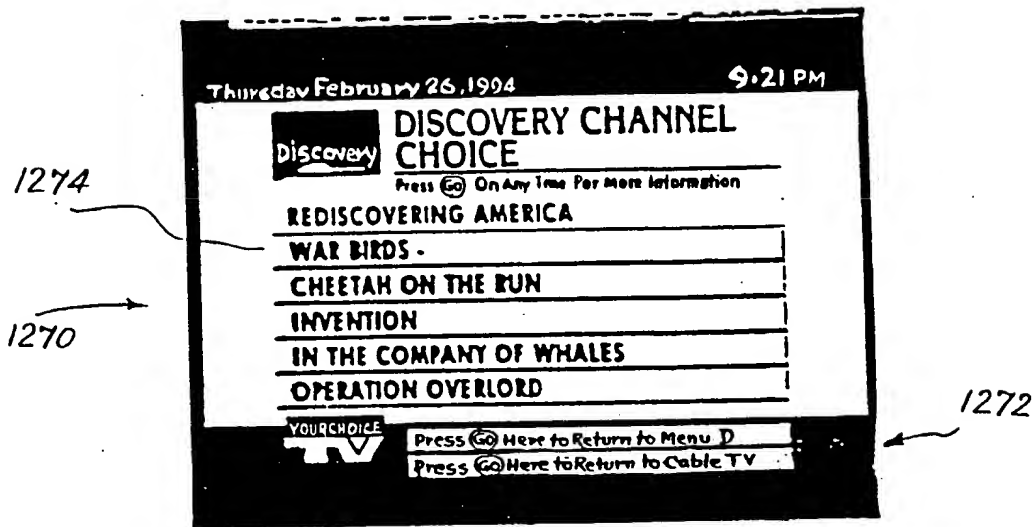 Thursday February 26, 1994 9:21 PM
Discovery
DISCOVERY CHANNEL
CHOICE
Press Go On Any Time For More Information
1274
REDISCOVERING AMERICA
WAR BIRDS -
CHEETAH ON THE RUN
1270
INVENTION
IN THE COMPANY OF WHALES
OPERATION OVERLORD
1272
YOUR CHOICE
TV
Press Go Here to Return to Menu D
Press Go Here to Return to Cable TV